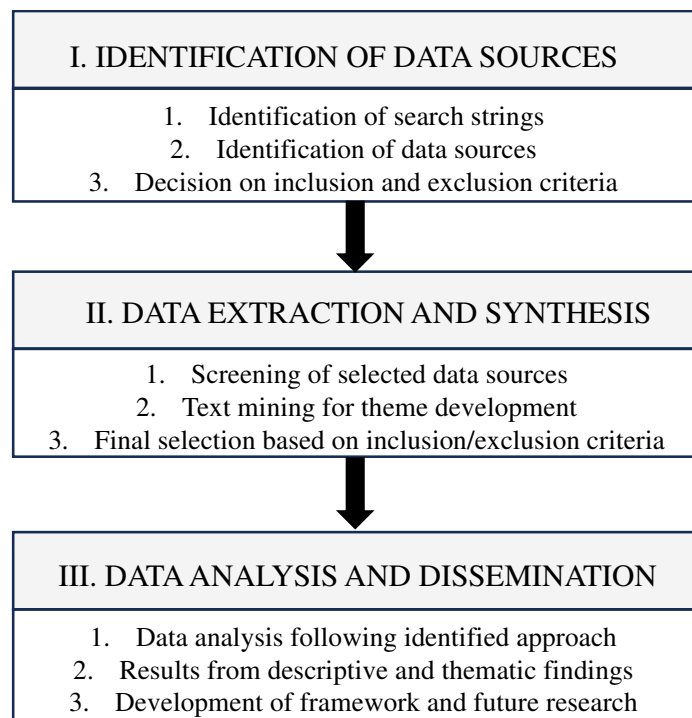 I. IDENTIFICATION OF DATA SOURCES
1. Identification of search strings
2. Identification of data sources
3. Decision on inclusion and exclusion criteria
II. DATA EXTRACTION AND SYNTHESIS
1. Screening of selected data sources
2. Text mining for theme development
3. Final selection based on inclusion/exclusion criteria
III. DATA ANALYSIS AND DISSEMINATION
1. Data analysis following identified approach
2. Results from descriptive and thematic findings
3. Development of framework and future research